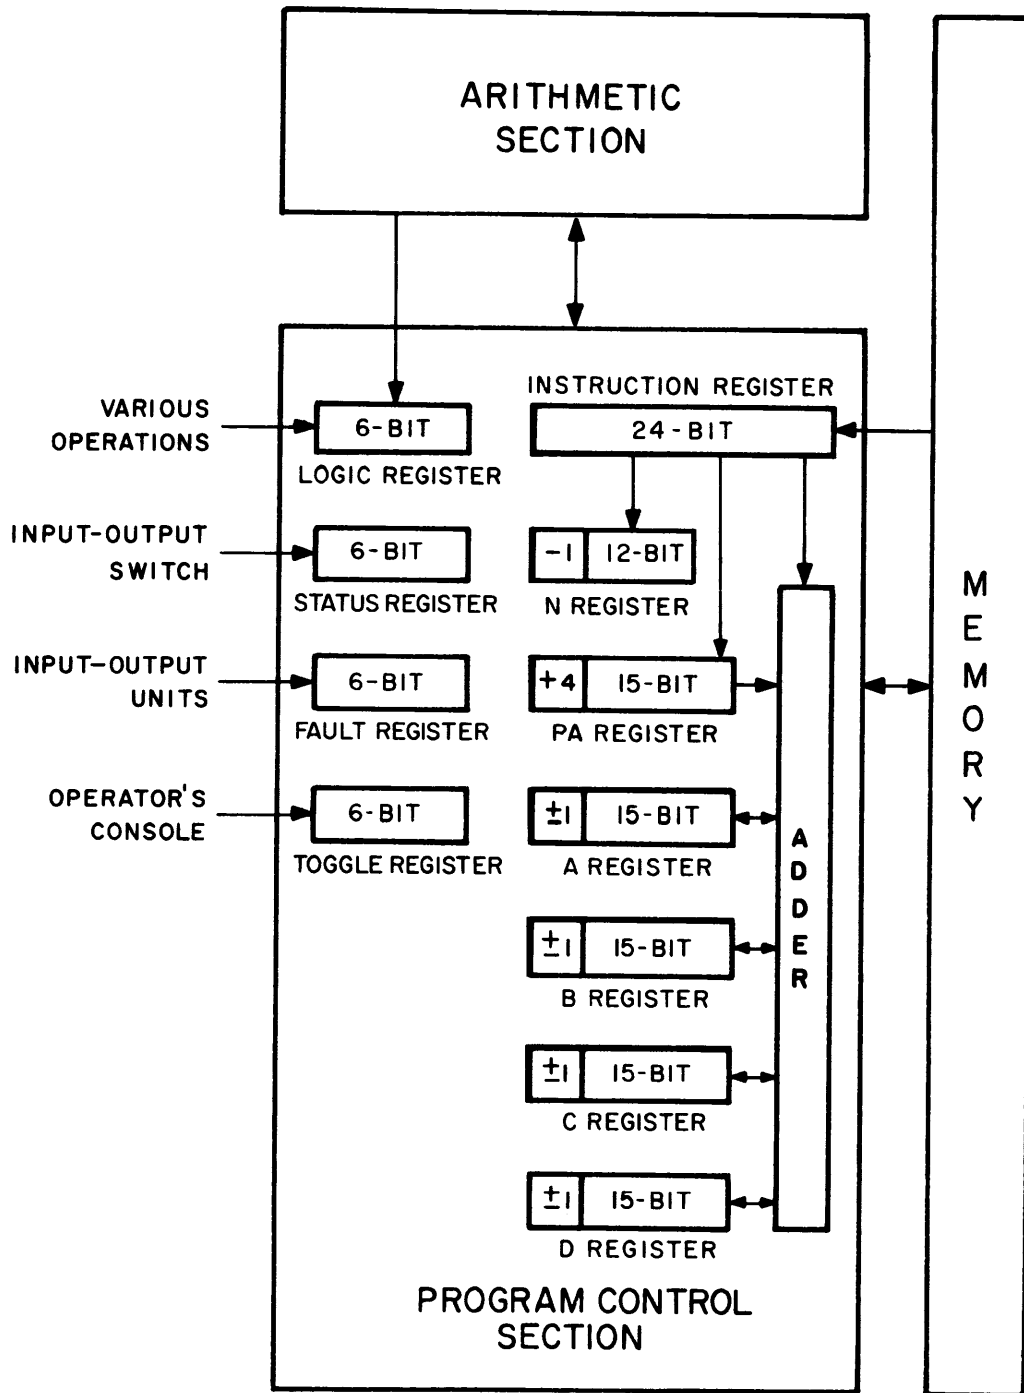 ARITHMETIC
SECTION
VARIOUS
OPERATIONS
6-BIT
LOGIC REGISTER
INPUT-OUTPUT
SWITCH
6-BIT
STATUS REGISTER
INPUT-OUTPUT
UNITS
6-BIT
FAULT REGISTER
OPERATOR'S
CONSOLE
6-BIT
TOGGLE REGISTER
INSTRUCTION REGISTER
24-BIT
-1 12-BIT
N REGISTER
+4 15-BIT
PA REGISTER
±1 15-BIT
A REGISTER
±1 15-BIT
B REGISTER
±1 15-BIT
C REGISTER
±1 15-BIT
D REGISTER
ADDER
PROGRAM CONTROL
SECTION
MEMORY